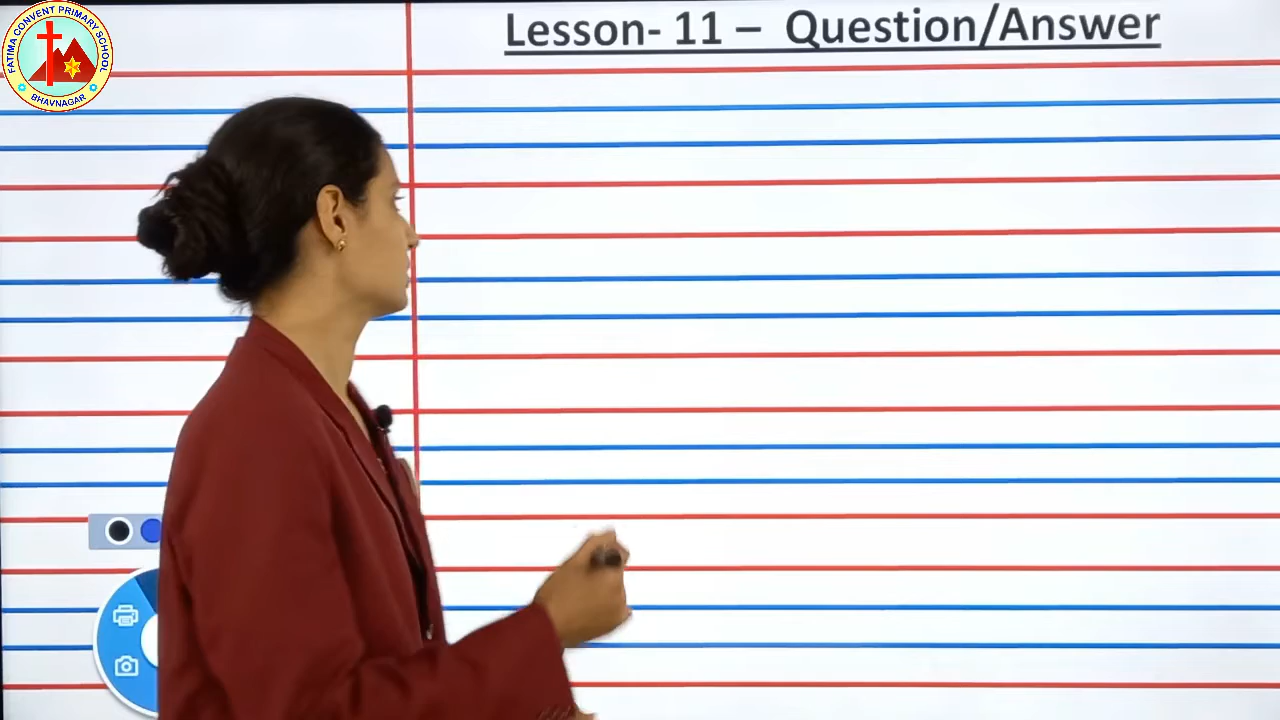 FATIMA CONVENT PRIMARY SCHOOL
BHAVNAGAR
Lesson- 11 – Question/Answer